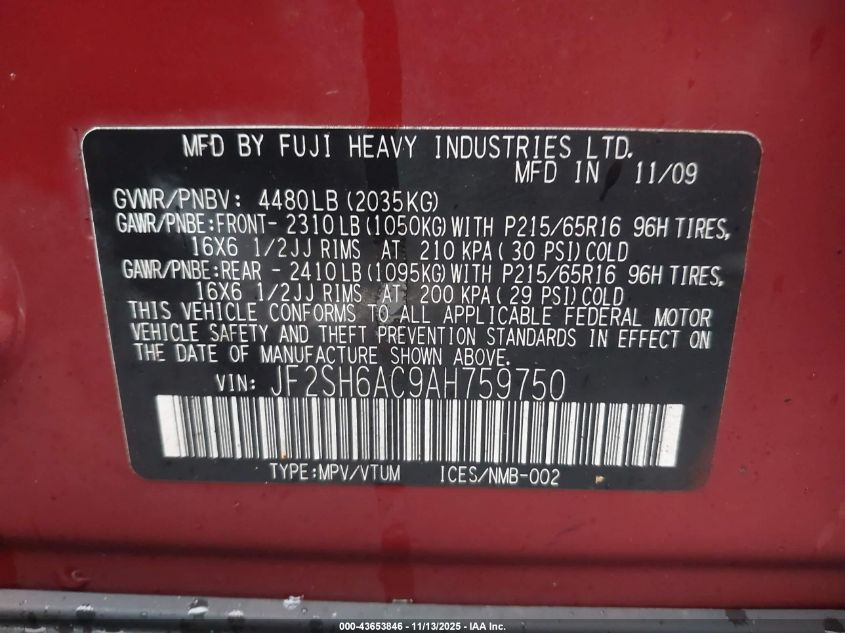 MFD BY FUJI HEAVY INDUSTRIES LTD.
MFD IN 11/09
GVWR/PNBV: 4480LB(2035KG)
GAWR/PNBE:FRONT- 2310LB(1050KG)WITH P215/65R16 96H TIRES,
16X6 1/2JJ RIMS AT 210 KPA( 30 PSI)COLD
GAWR/PNBE:REAR - 2410LB(1095KG)WITH P215/65R16 96H TIRES,
16X6 1/2JJ RIMS AT 200 KPA( 29 PSI)COLD
THIS VEHICLE CONFORMS TO ALL APPLICABLE FEDERAL MOTOR
VEHICLE SAFETY AND THEFT PREVENTION STANDARDS IN EFFECT ON
THE DATE OF MANUFACTURE SHOWN ABOVE.
VIN: JF2SH6AC9AH759750
TYPE:MPV/VTUM ICES/NMB-002
000-43653846 - 11/13/2025 - IAA Inc.